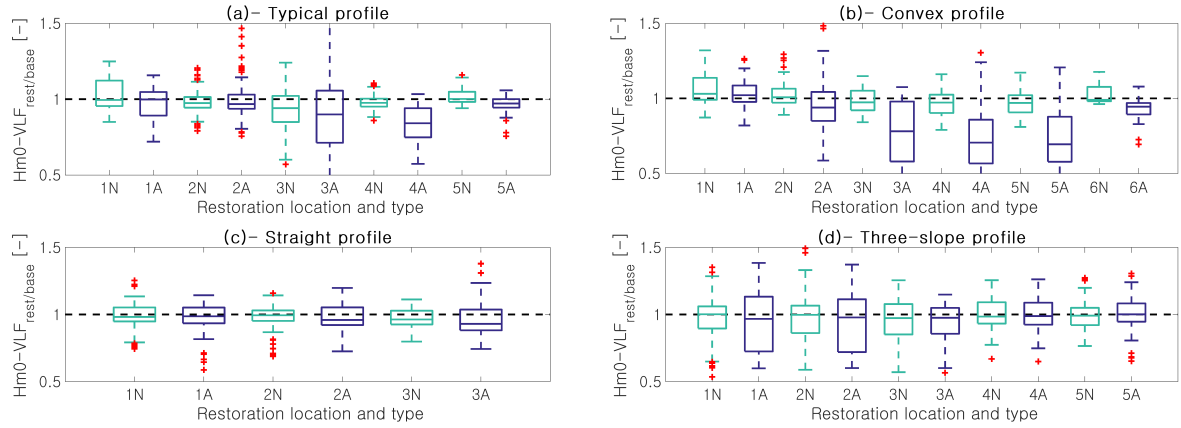 (a)- Typical profile
Hm0-VLFrest/base [-]
1.5
1
0.5
1N 1A 2N 2A 3N 3A 4N 4A 5N 5A
Restoration location and type
(b)- Convex profile
Hm0-VLFrest/base [-]
1.5
1
0.5
1N 1A 2N 2A 3N 3A 4N 4A 5N 5A 6N 6A
Restoration location and type
(c)- Straight profile
Hm0-VLFrest/base [-]
1.5
1
0.5
1N 1A 2N 2A 3N 3A
Restoration location and type
(d)- Three-slope profile
Hm0-VLFrest/base [-]
1.5
1
0.5
1N 1A 2N 2A 3N 3A 4N 4A 5N 5A
Restoration location and type